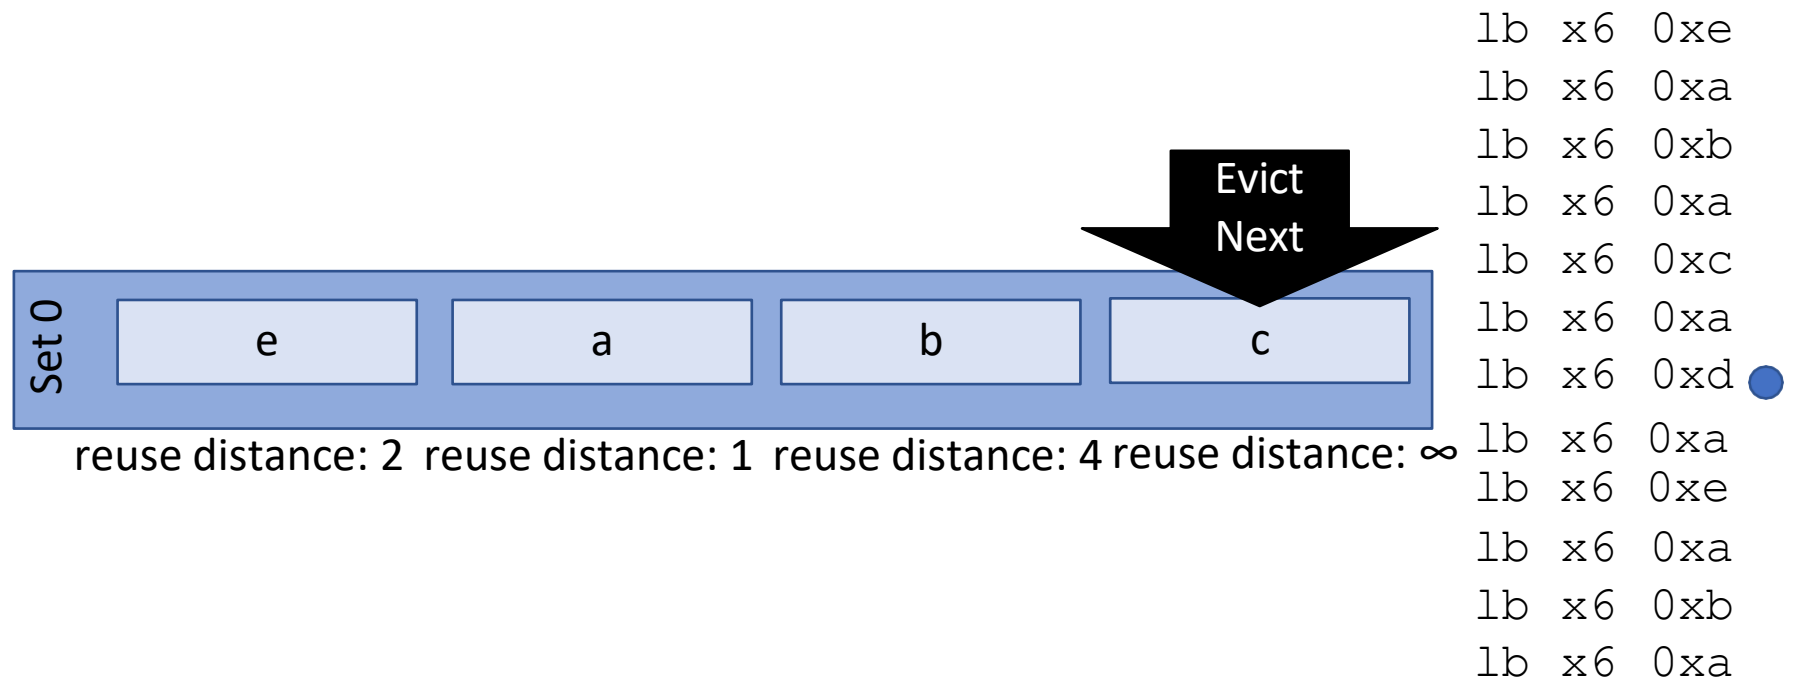 Evict
Next
Set 0
e
a
b
c
reuse distance: 2
reuse distance: 1
reuse distance: 4
reuse distance: ∞
lb x6 0xe
lb x6 0xa
lb x6 0xb
lb x6 0xa
lb x6 0xc
lb x6 0xa
lb x6 0xd
lb x6 0xa
lb x6 0xe
lb x6 0xa
lb x6 0xb
lb x6 0xa